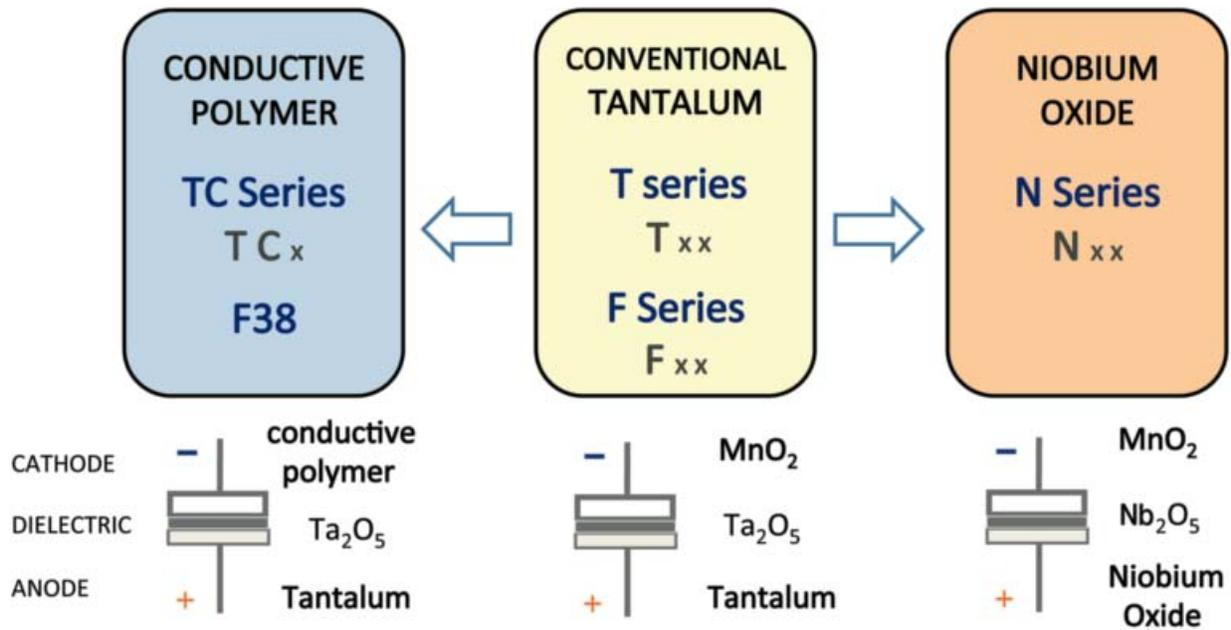 CONDUCTIVE
POLYMER
TC Series
T C x
F38
CONVENTIONAL
TANTALUM
T series
T x x
F Series
F x x
NIOBIUM
OXIDE
N Series
N x x
CATHODE
DIELECTRIC
ANODE
−
conductive
polymer
Ta₂O₅
+
Tantalum
−
MnO₂
Ta₂O₅
+
Tantalum
−
MnO₂
Nb₂O₅
+
Niobium
Oxide